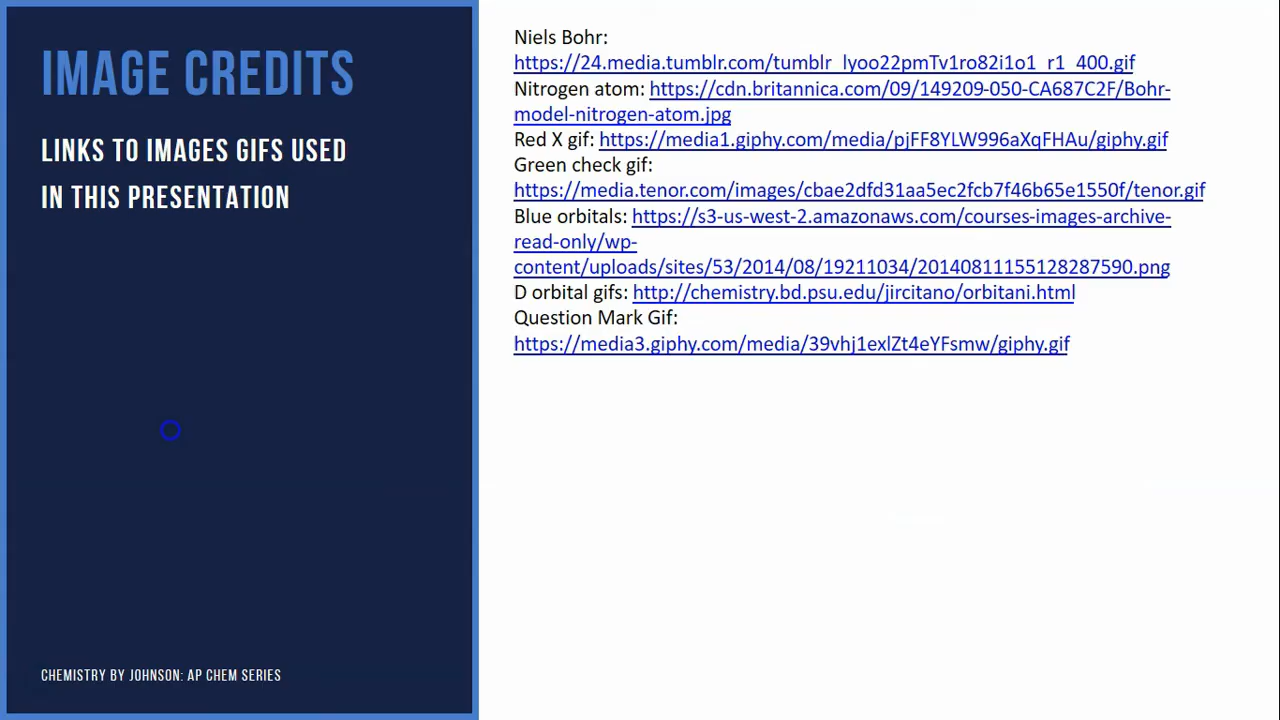 IMAGE CREDITS
LINKS TO IMAGES GIFS USED
IN THIS PRESENTATION
CHEMISTRY BY JOHNSON: AP CHEM SERIES
Niels Bohr:
https://24.media.tumblr.com/tumblr_lyoo22pmTv1ro82i1o1_r1_400.gif
Nitrogen atom: https://cdn.britannica.com/09/149209-050-CA687C2F/Bohr-
model-nitrogen-atom.jpg
Red X gif: https://media1.giphy.com/media/pjFF8YLW996aXqFHAu/giphy.gif
Green check gif:
https://media.tenor.com/images/cbae2dfd31aa5ec2fcb7f46b65e1550f/tenor.gif
Blue orbitals: https://s3-us-west-2.amazonaws.com/courses-images-archive-
read-only/wp-
content/uploads/sites/53/2014/08/19211034/20140811155128287590.png
D orbital gifs: http://chemistry.bd.psu.edu/jircitano/orbitani.html
Question Mark Gif:
https://media3.giphy.com/media/39vhj1exlZt4eYFsmw/giphy.gif